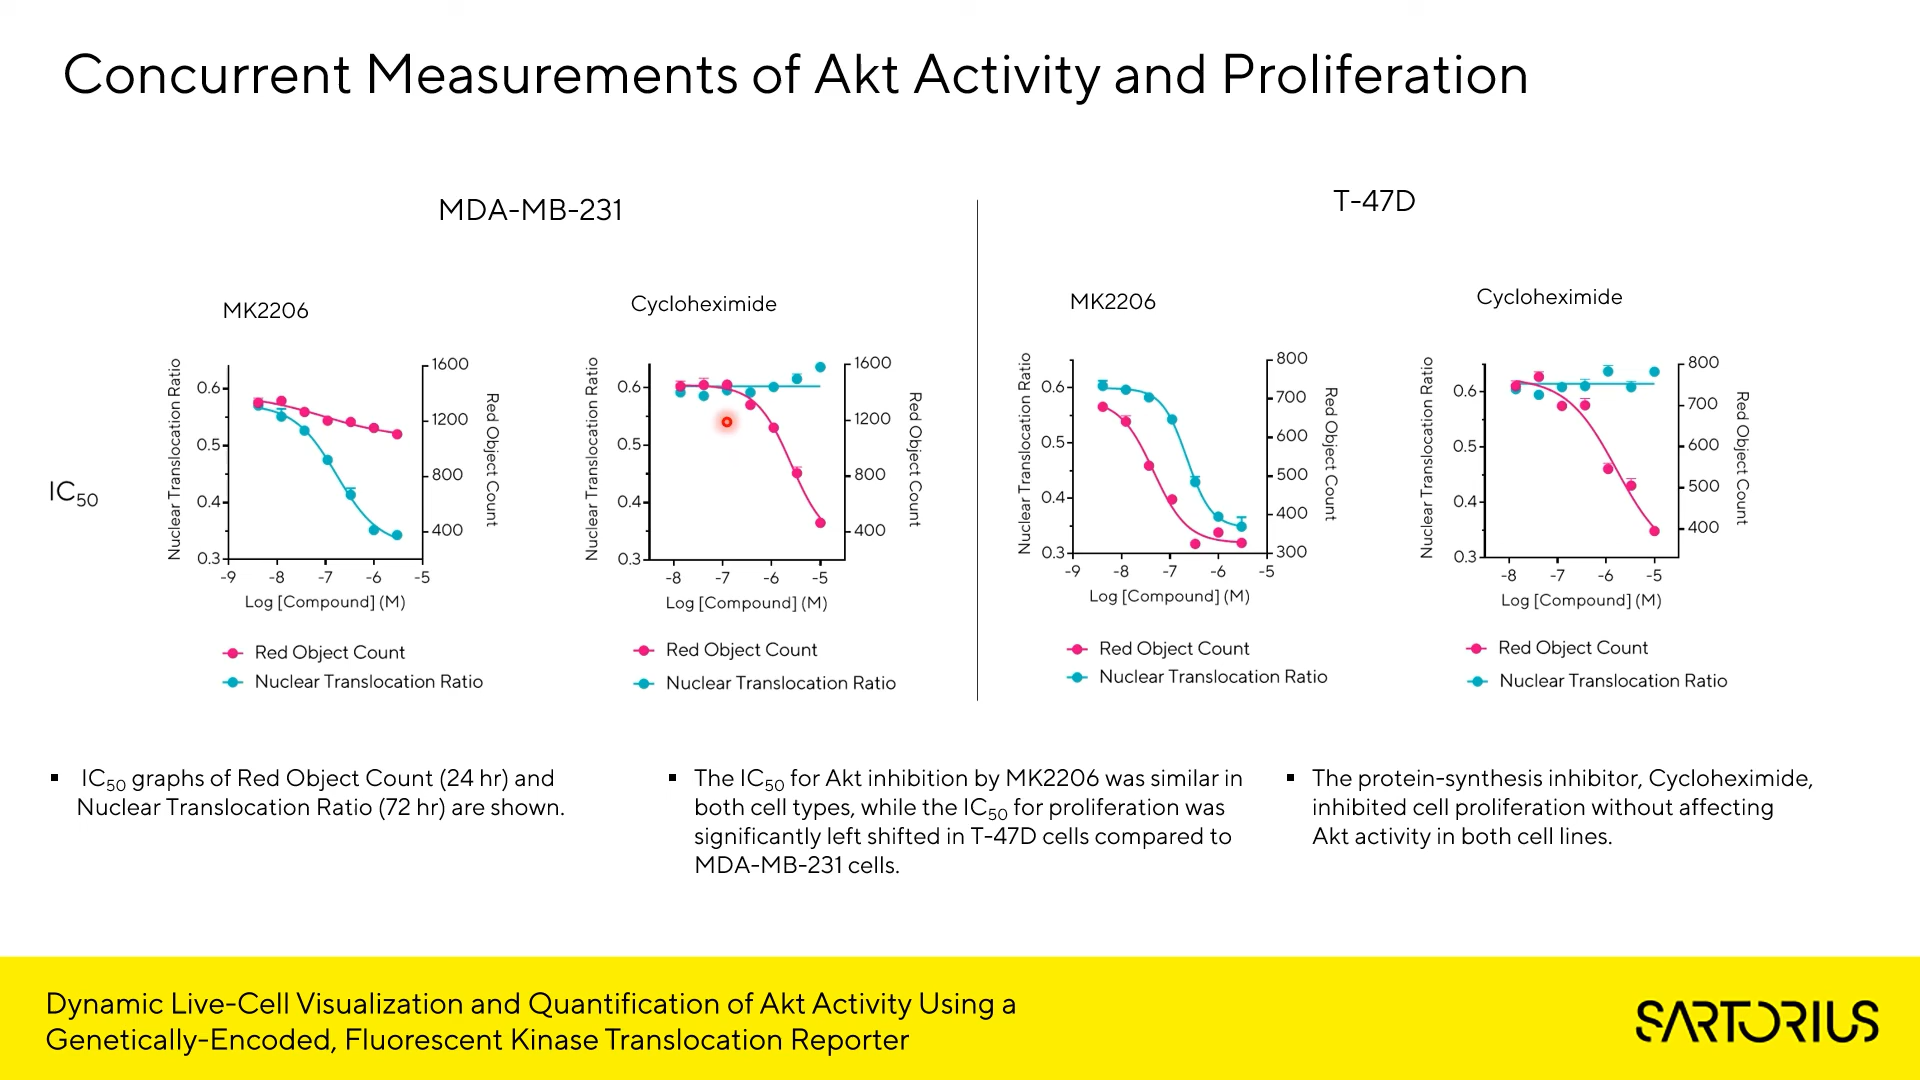 Concurrent Measurements of Akt Activity and Proliferation
MDA-MB-231
T-47D
IC50
MK2206
Nuclear Translocation Ratio
0.6
0.5
0.4
0.3
1600
1200
800
400
Red Object Count
-9
-8
-7
-6
-5
Log [Compound] (M)
Red Object Count
Nuclear Translocation Ratio
Cycloheximide
Nuclear Translocation Ratio
0.6
0.5
0.4
0.3
1600
1200
800
400
Red Object Count
-8
-7
-6
-5
Log [Compound] (M)
Red Object Count
Nuclear Translocation Ratio
MK2206
Nuclear Translocation Ratio
0.6
0.5
0.4
0.3
800
700
600
500
400
300
Red Object Count
-9
-8
-7
-6
-5
Log [Compound] (M)
Red Object Count
Nuclear Translocation Ratio
Cycloheximide
Nuclear Translocation Ratio
0.6
0.5
0.4
0.3
800
700
600
500
400
Red Object Count
-8
-7
-6
-5
Log [Compound] (M)
Red Object Count
Nuclear Translocation Ratio
▪ IC50 graphs of Red Object Count (24 hr) and
Nuclear Translocation Ratio (72 hr) are shown.
▪ The IC50 for Akt inhibition by MK2206 was similar in
both cell types, while the IC50 for proliferation was
significantly left shifted in T-47D cells compared to
MDA-MB-231 cells.
▪ The protein-synthesis inhibitor, Cycloheximide,
inhibited cell proliferation without affecting
Akt activity in both cell lines.
Dynamic Live-Cell Visualization and Quantification of Akt Activity Using a
Genetically-Encoded, Fluorescent Kinase Translocation Reporter
SARTORIUS